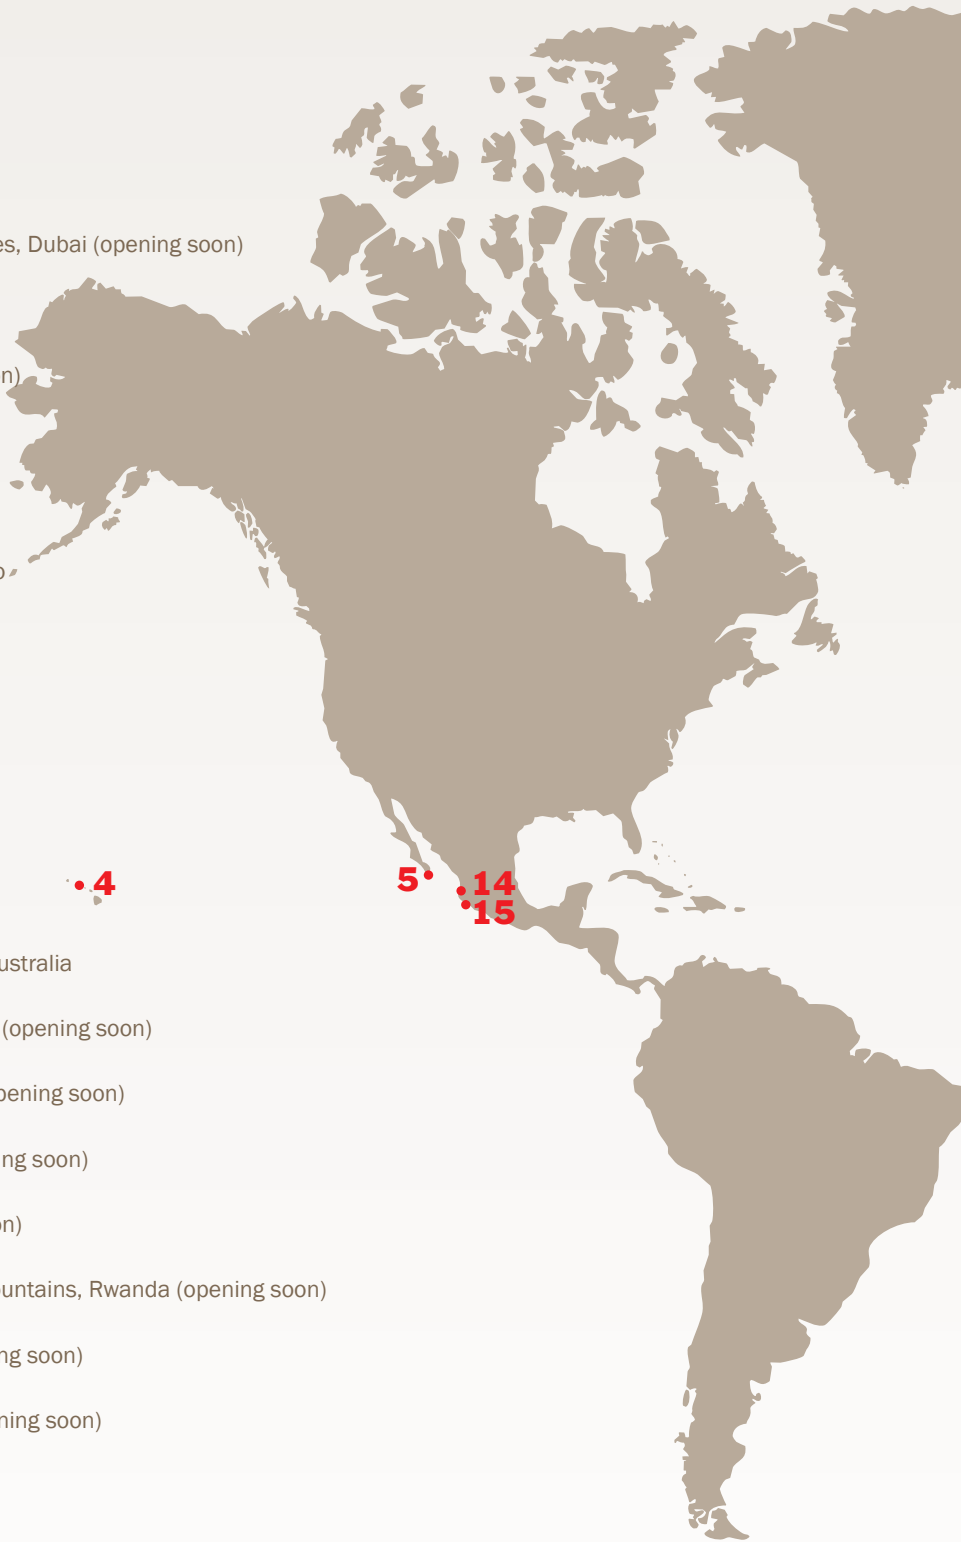 es, Dubai (opening soon)
n)
o
4
5
14
15
ustralia
(opening soon)
pening soon)
ng soon)
n)
ountains, Rwanda (opening soon)
ng soon)
ning soon)